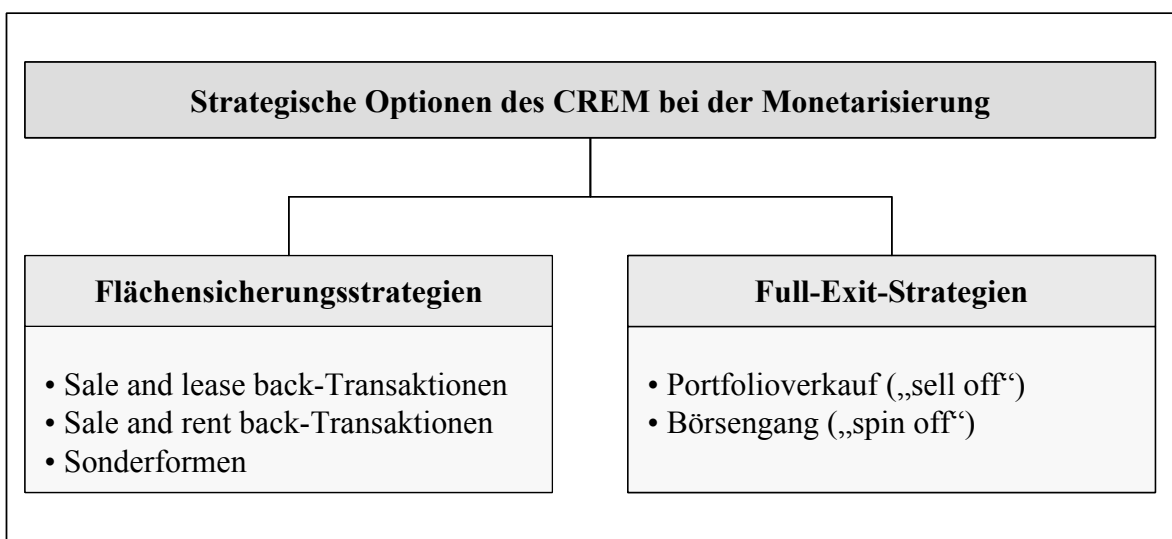 Strategische Optionen des CREM bei der Monetarisierung
Flächensicherungsstrategien
• Sale and lease back-Transaktionen
• Sale and rent back-Transaktionen
• Sonderformen
Full-Exit-Strategien
• Portfolioverkauf („sell off“)
• Börsengang („spin off“)